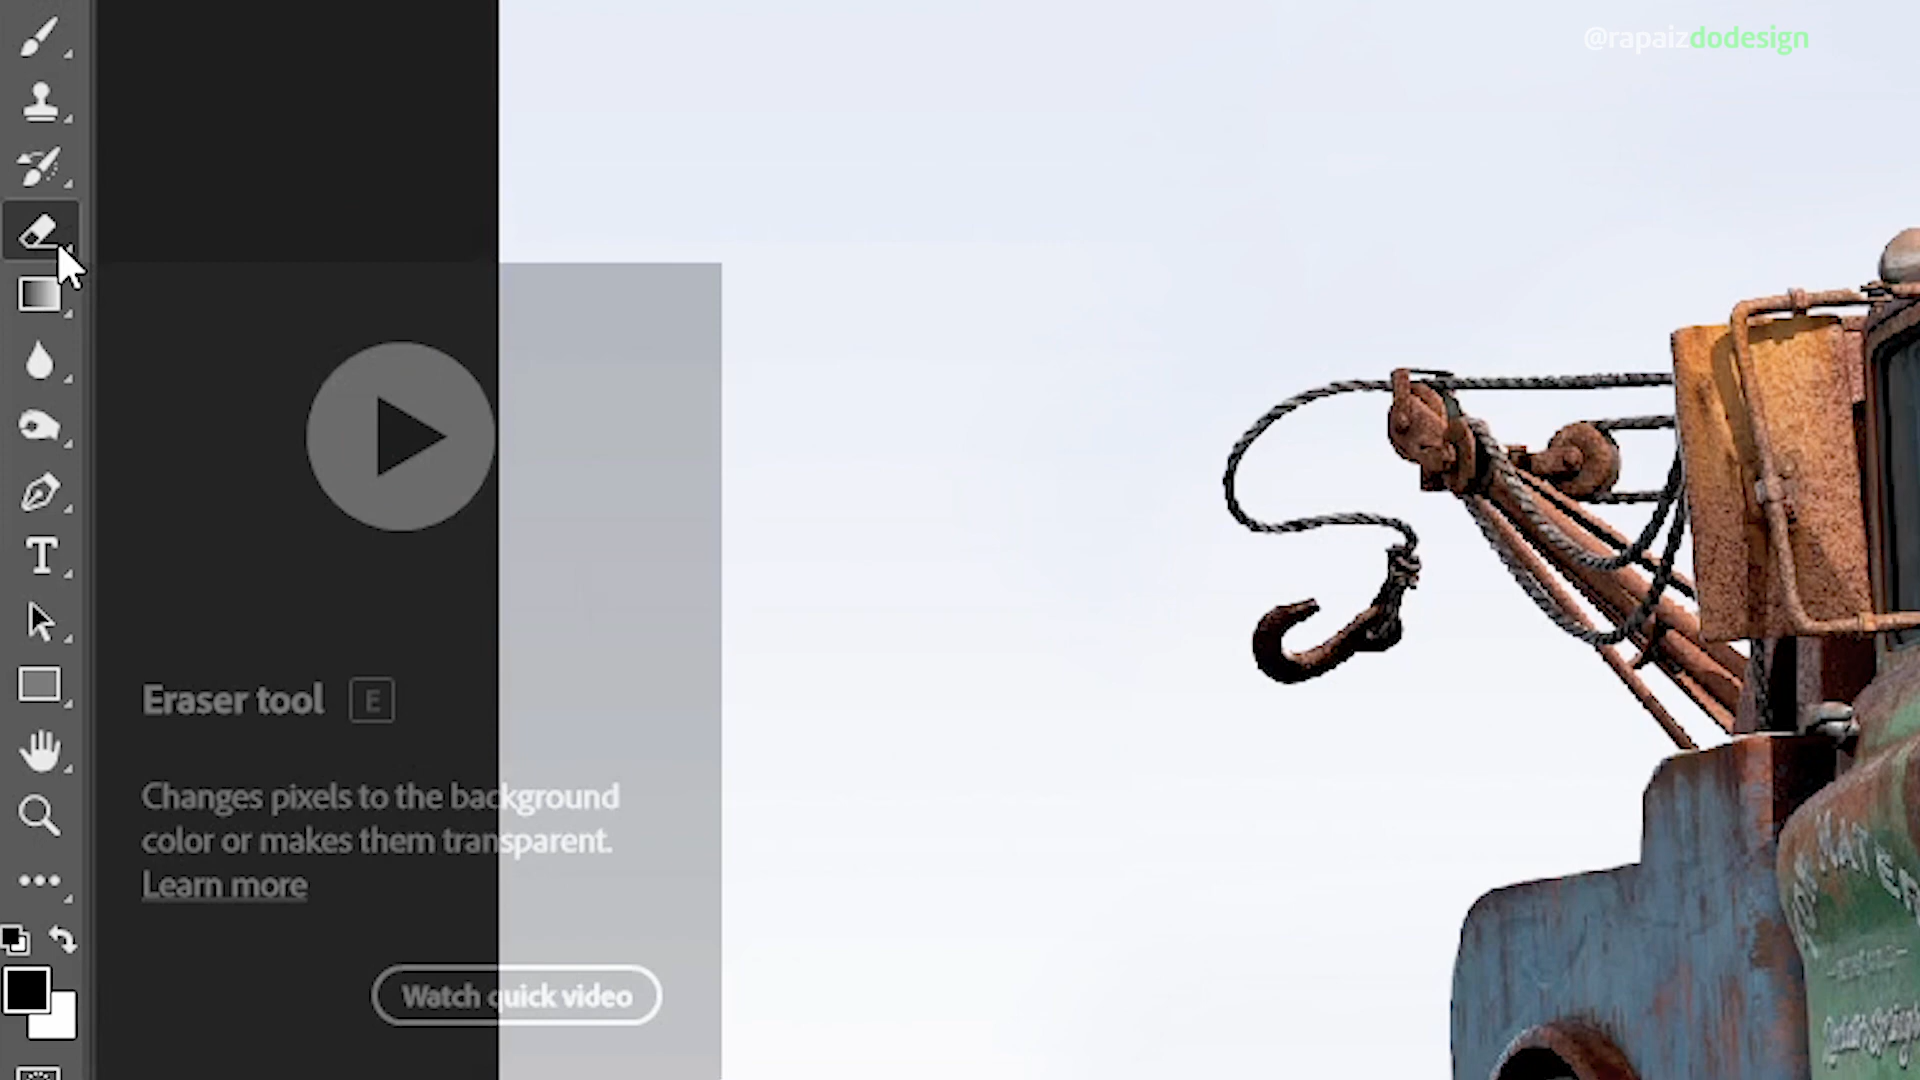 @rapaizdodesign
Eraser tool E
Changes pixels to the background
color or makes them transparent.
Learn more
Watch quick video